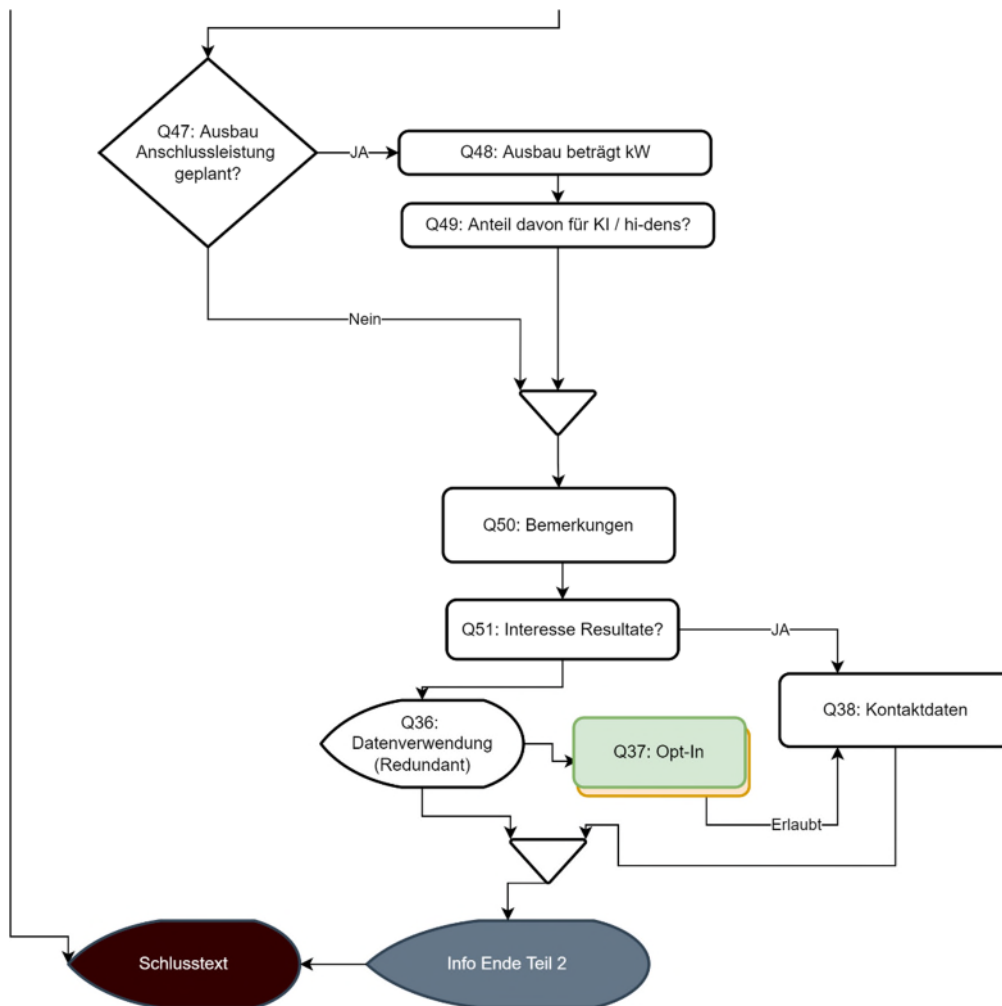 Q47: Ausbau
Anschlussleistung
geplant?
JA
Q48: Ausbau beträgt kW
Q49: Anteil davon für KI / hi-dens?
Nein
Q50: Bemerkungen
Q51: Interesse Resultate?
JA
Q38: Kontaktdaten
Q36:
Datenverwendung
(Redundant)
Q37: Opt-In
Erlaubt
Schlusstext
Info Ende Teil 2